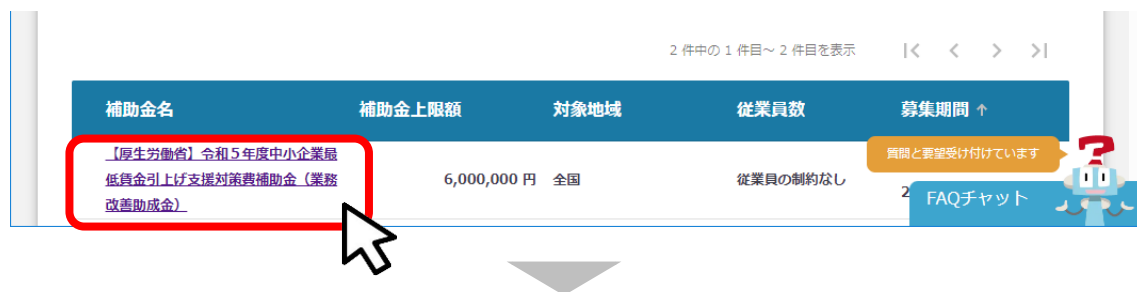 2 件中の 1 件目～ 2 件目を表示
補助金名 補助金上限額 対象地域 従業員数 募集期間 ↑
【厚生労働省】令和５年度中小企業最
低賃金引上げ支援対策費補助金（業務
改善助成金）
6,000,000 円 全国 従業員の制約なし
質問と要望受け付けています
2
FAQチャット